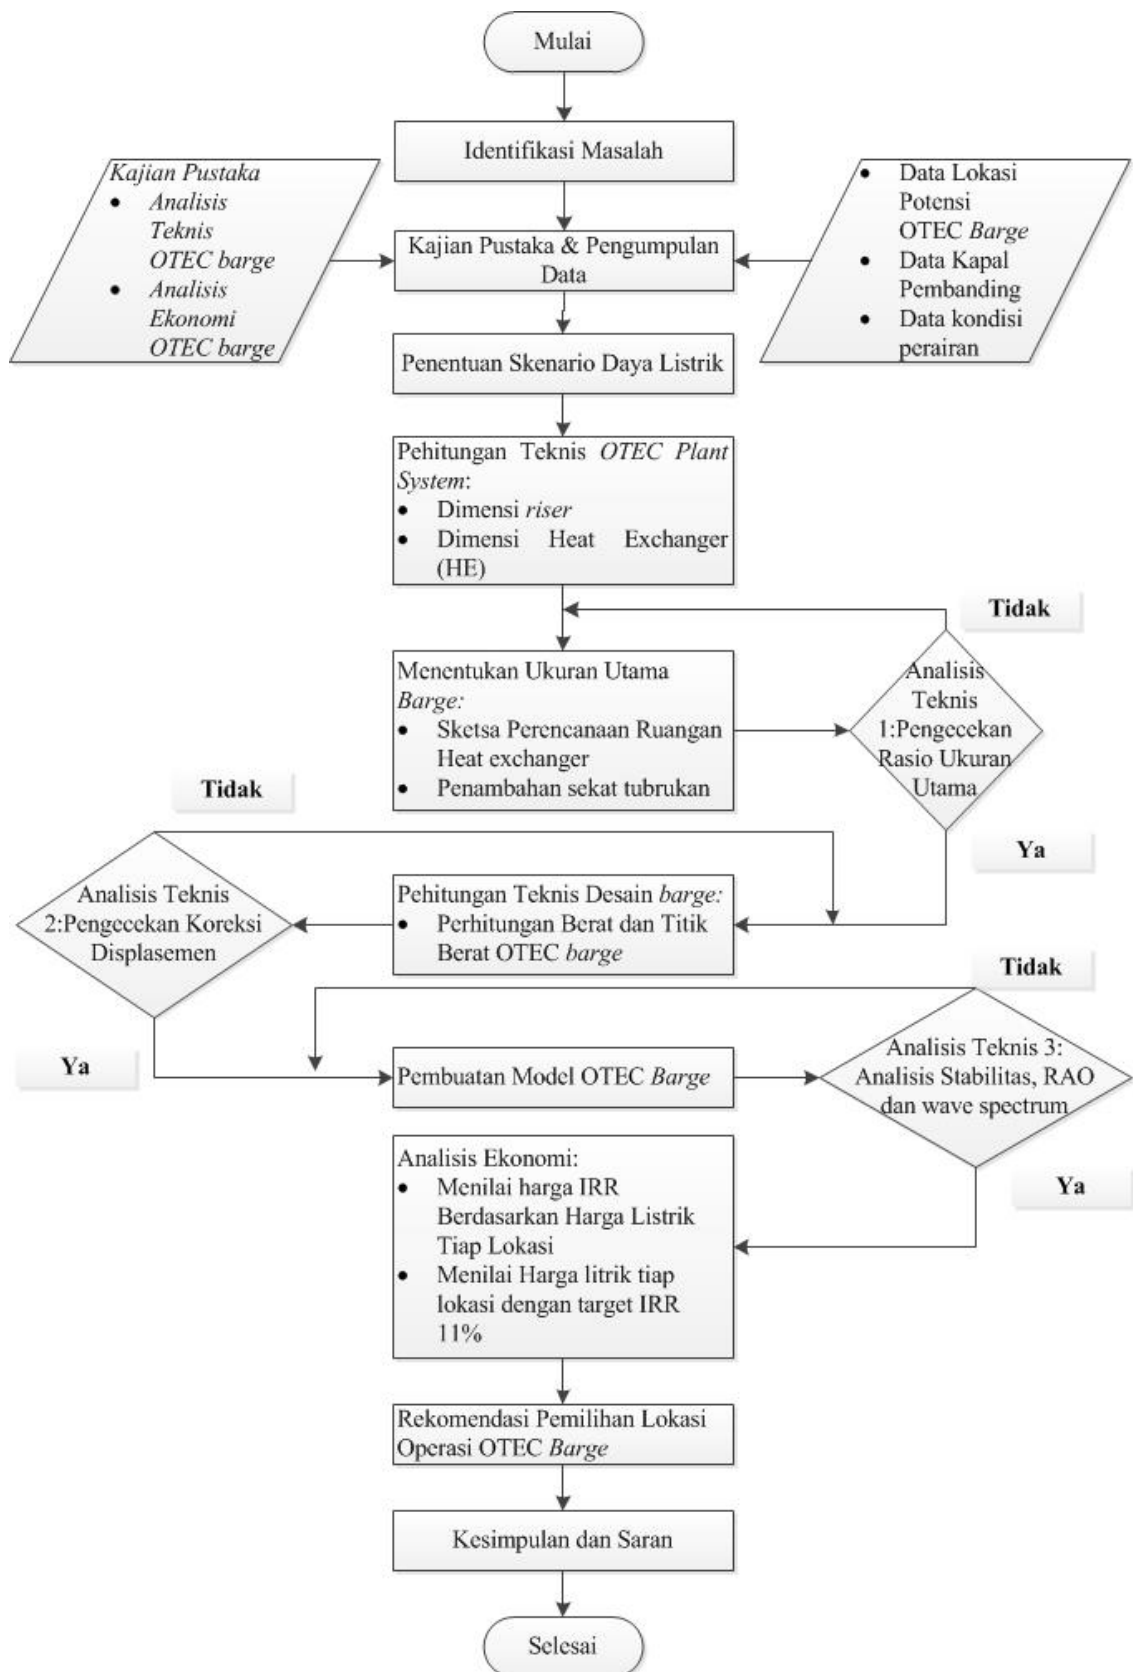 Mulai
Identifikasi Masalah
Kajian Pustaka
• Analisis
Teknis
OTEC barge
• Analisis
Ekonomi
OTEC barge
Kajian Pustaka & Pengumpulan
Data
• Data Lokasi
Potensi
OTEC Barge
• Data Kapal
Pembanding
• Data kondisi
perairan
Penentuan Skenario Daya Listrik
Pehitungan Teknis OTEC Plant
System:
• Dimensi riser
• Dimensi Heat Exchanger
(HE)
Tidak
Menentukan Ukuran Utama
Barge:
• Sketsa Perencanaan Ruangan
Heat exchanger
• Penambahan sekat tubrukan
Analisis
Teknis
1:Pengecekan
Rasio Ukuran
Utama
Tidak
Ya
Analisis Teknis
2:Pengecekan Koreksi
Displasemen
Pehitungan Teknis Desain barge:
• Perhitungan Berat dan Titik
Berat OTEC barge
Tidak
Ya
Pembuatan Model OTEC Barge
Analisis Teknis 3:
Analisis Stabilitas, RAO
dan wave spectrum
Ya
Analisis Ekonomi:
• Menilai harga IRR
Berdasarkan Harga Listrik
Tiap Lokasi
• Menilai Harga litrik tiap
lokasi dengan target IRR
11%
Rekomendasi Pemilihan Lokasi
Operasi OTEC Barge
Kesimpulan dan Saran
Selesai